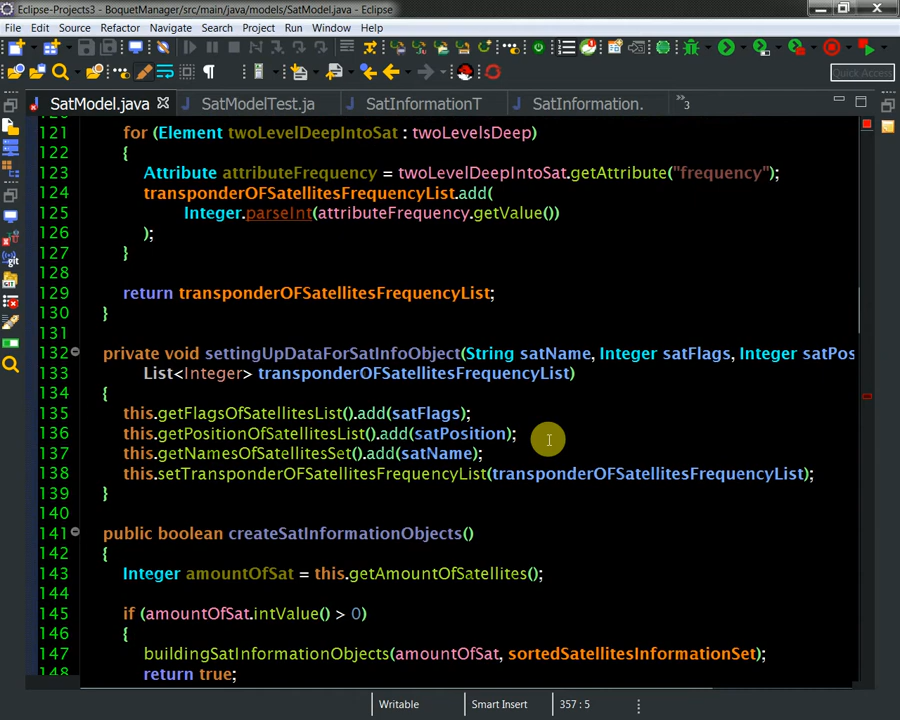 Eclipse-Projects3 - BoquetManager/src/main/java/models/SatModel.java - Eclipse
File Edit Source Refactor Navigate Search Project Run Window Help
Quick Access
SatModel.java SatModelTest.ja SatInformationT SatInformation. »3
121 for (Element twoLevelDeepIntoSat : twoLevelsDeep)
122 {
123 Attribute attributeFrequency = twoLevelDeepIntoSat.getAttribute("frequency");
124 transponderOFSatellitesFrequencyList.add(
125 Integer.parseInt(attributeFrequency.getValue())
126 );
127 }
128
129 return transponderOFSatellitesFrequencyList;
130 }
131
132 private void settingUpDataForSatInfoObject(String satName, Integer satFlags, Integer satPos
133 List<Integer> transponderOFSatellitesFrequencyList)
134 {
135 this.getFlagsOfSatellitesList().add(satFlags);
136 this.getPositionOfSatellitesList().add(satPosition);
137 this.getNamesOfSatellitesSet().add(satName);
138 this.setTransponderOFSatellitesFrequencyList(transponderOFSatellitesFrequencyList);
139 }
140
141 public boolean createSatInformationObjects()
142 {
143 Integer amountOfSat = this.getAmountOfSatellites();
144
145 if (amountOfSat.intValue() > 0)
146 {
147 buildingSatInformationObjects(amountOfSat, sortedSatellitesInformationSet);
148 return true;
Writable Smart Insert 357 : 5